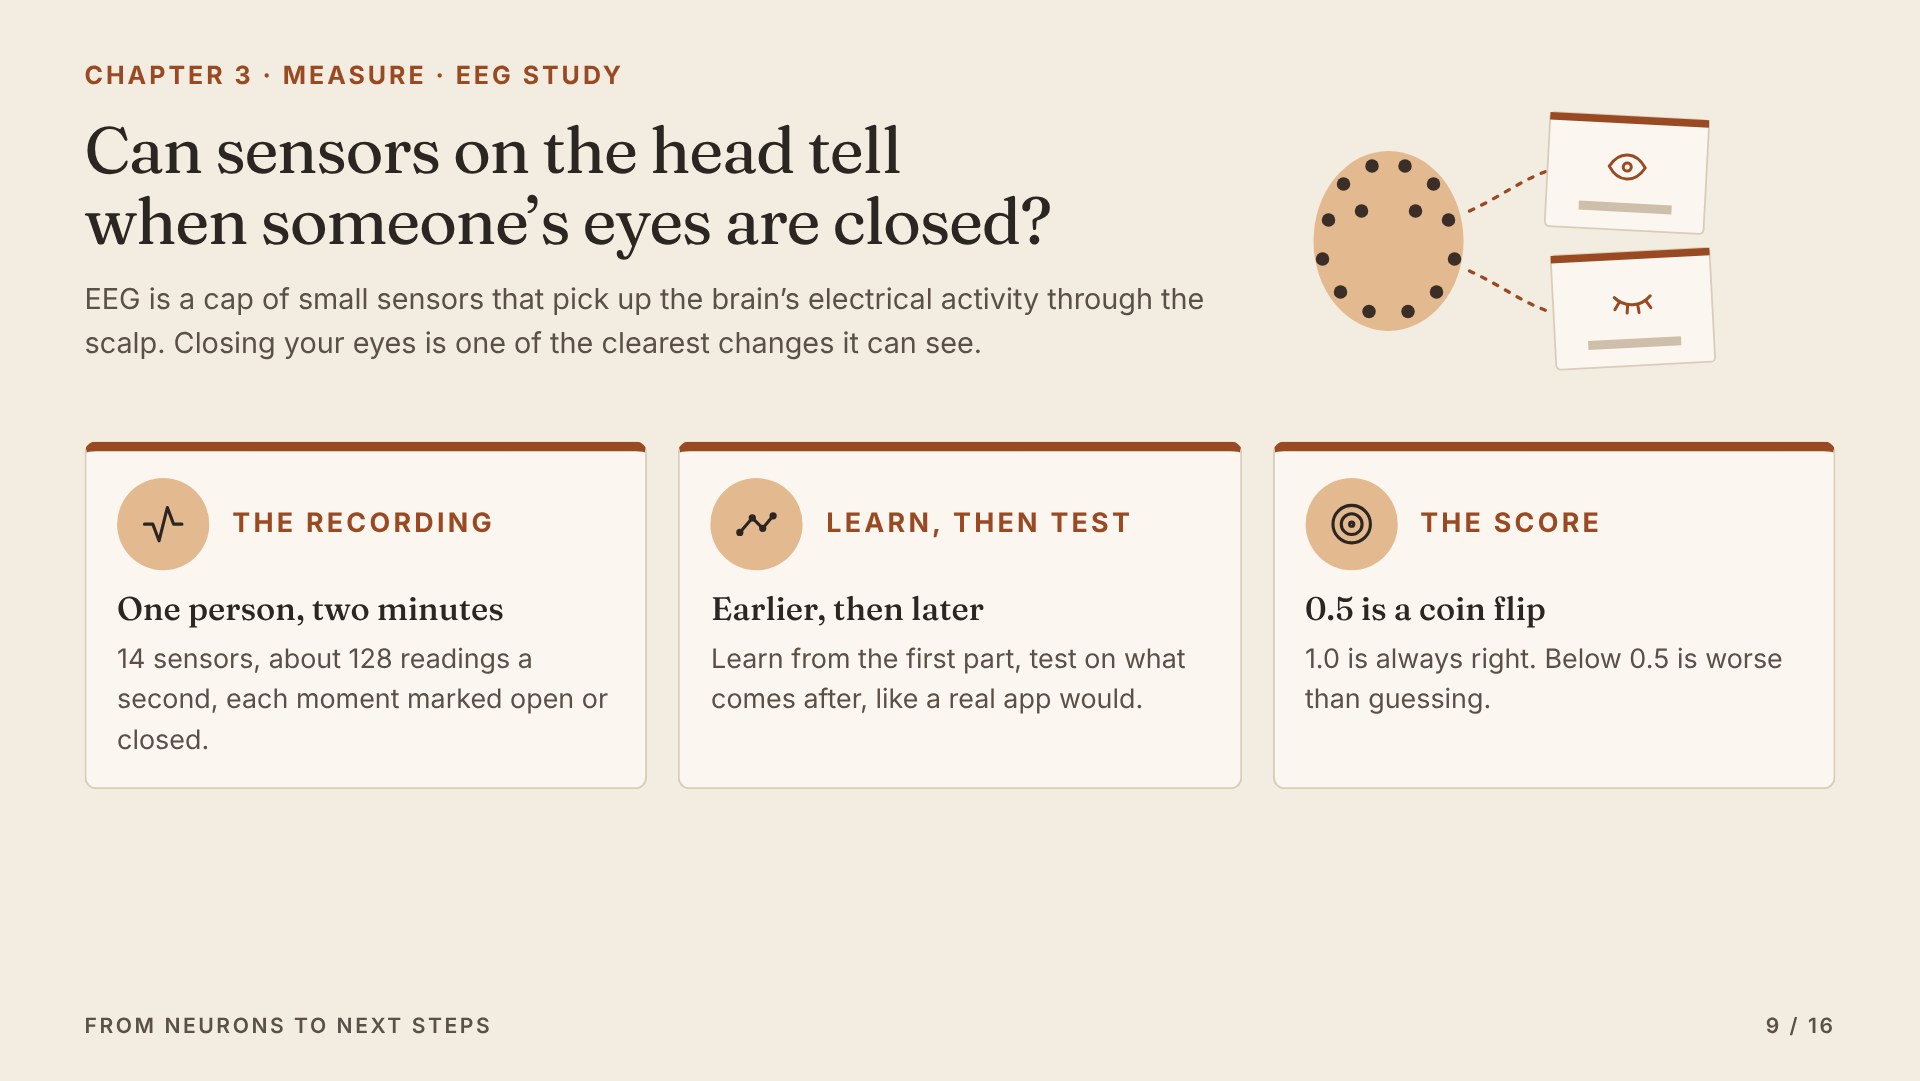 CHAPTER 3 · MEASURE · EEG STUDY
Can sensors on the head tell
when someone’s eyes are closed?
EEG is a cap of small sensors that pick up the brain’s electrical activity through the
scalp. Closing your eyes is one of the clearest changes it can see.
THE RECORDING
One person, two minutes
14 sensors, about 128 readings a
second, each moment marked open or
closed.
LEARN, THEN TEST
Earlier, then later
Learn from the first part, test on what
comes after, like a real app would.
THE SCORE
0.5 is a coin flip
1.0 is always right. Below 0.5 is worse
than guessing.
FROM NEURONS TO NEXT STEPS
9 / 16